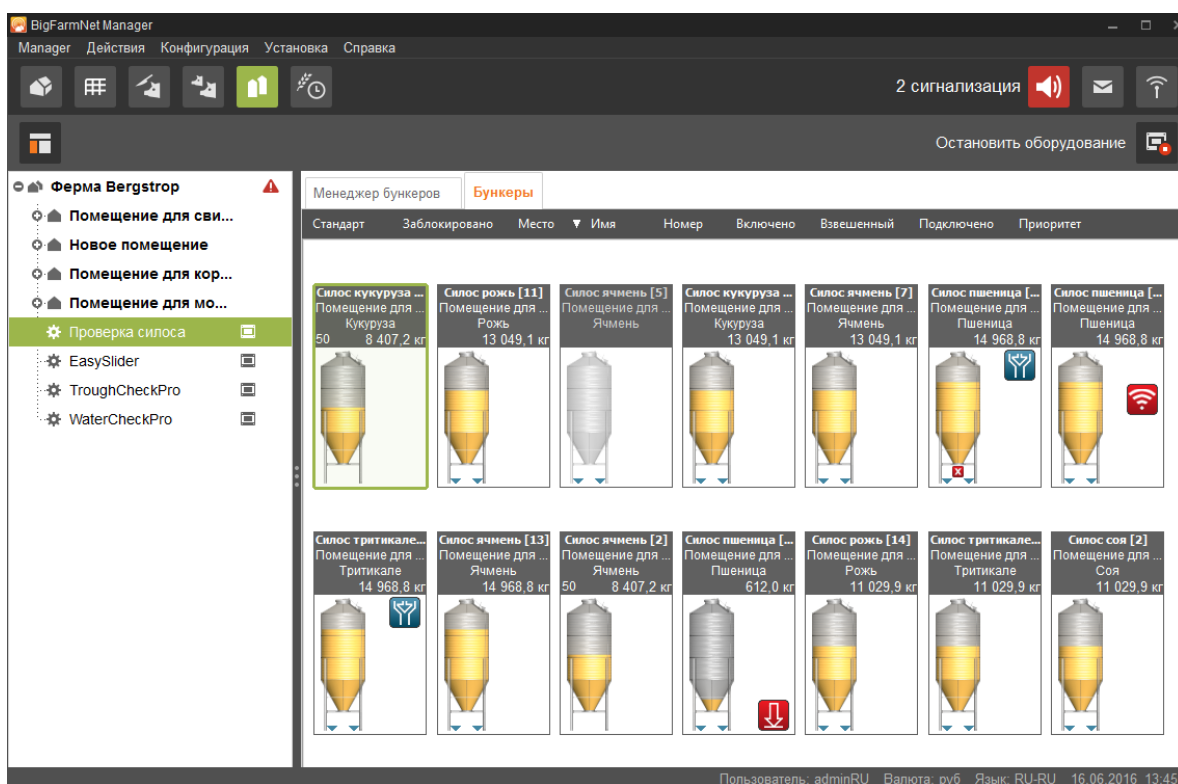 BigFarmNet Manager
Manager Действия Конфигурация Установка Справка
2 сигнализация
Остановить оборудование
Ферма Bergstrop
Помещение для сви...
Новое помещение
Помещение для кор...
Помещение для мо...
Проверка силоса
EasySlider
TroughCheckPro
WaterCheckPro
Менеджер бункеров Бункеры
Стандарт Заблокировано Место ▼ Имя Номер Включено Взвешенный Подключено Приоритет
Силос кукуруза ...
Помещение для ...
Кукуруза
50 8 407,2 кг
Силос рожь [11]
Помещение для ...
Рожь
13 049,1 кг
Силос ячмень [5]
Помещение для ...
Ячмень
Силос кукуруза ...
Помещение для ...
Кукуруза
13 049,1 кг
Силос ячмень [7]
Помещение для ...
Ячмень
13 049,1 кг
Силос пшеница [...
Помещение для ...
Пшеница
14 968,8 кг
Силос пшеница [...
Помещение для ...
Пшеница
14 968,8 кг
Силос тритикале...
Помещение для ...
Тритикале
14 968,8 кг
Силос ячмень [13]
Помещение для ...
Ячмень
14 968,8 кг
Силос ячмень [2]
Помещение для ...
Ячмень
50 8 407,2 кг
Силос пшеница [...
Помещение для ...
Пшеница
612,0 кг
Силос рожь [14]
Помещение для ...
Рожь
11 029,9 кг
Силос тритикале...
Помещение для ...
Тритикале
11 029,9 кг
Силос соя [2]
Помещение для ...
Соя
11 029,9 кг
Пользователь: adminRU Валюта: руб Язык: RU-RU 16.06.2016 13:45